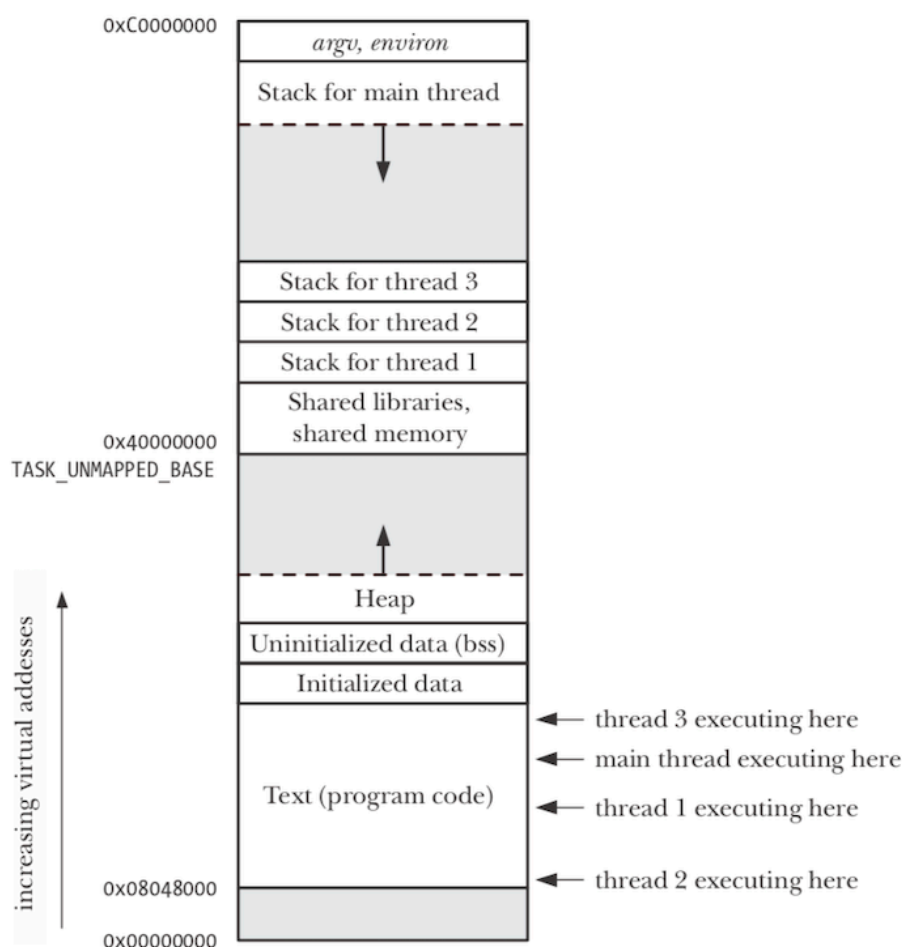 0xC0000000
argv, environ
Stack for main thread
Stack for thread 3
Stack for thread 2
Stack for thread 1
Shared libraries,
shared memory
0x40000000
TASK_UNMAPPED_BASE
Heap
Uninitialized data (bss)
Initialized data
Text (program code)
thread 3 executing here
main thread executing here
thread 1 executing here
thread 2 executing here
0x08048000
0x00000000
increasing virtual addesses